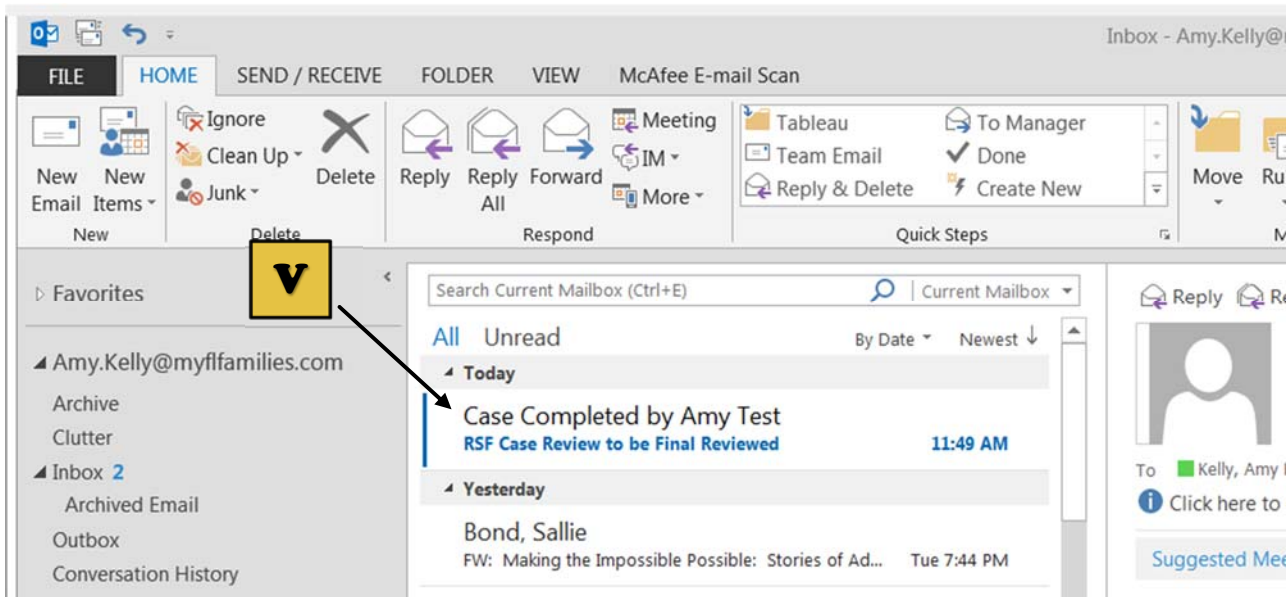 Inbox - Amy.Kelly@
FILE HOME SEND / RECEIVE FOLDER VIEW McAfee E-mail Scan
New Email
New Items
Ignore
Clean Up
Junk
Delete
Reply
Reply All
Forward
Meeting
IM
More
Tableau
Team Email
Reply & Delete
To Manager
Done
Create New
Move
New Delete Respond Quick Steps
V
Favorites
Amy.Kelly@myflfamilies.com
Archive
Clutter
Inbox 2
Archived Email
Outbox
Conversation History
Search Current Mailbox (Ctrl+E) Current Mailbox
All Unread By Date Newest
Today
Case Completed by Amy Test
RSF Case Review to be Final Reviewed 11:49 AM
Yesterday
Bond, Sallie
FW: Making the Impossible Possible: Stories of Ad... Tue 7:44 PM
Reply
To Kelly, Amy
Click here to
Suggested